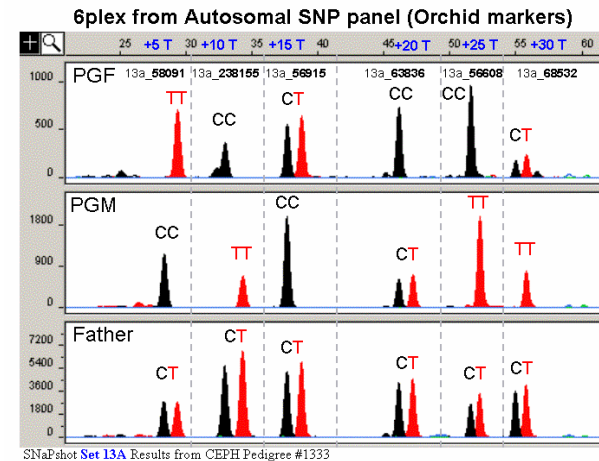 6plex from Autosomal SNP panel (Orchid markers)
25 +5 T 30 +10 T 35 +15 T 40 45 +20 T 50 +25 T 55 +30 T 60
PGF 13a_58091 13a_238155 13a_56915 13a_63836 13a_56608 13a_68532
1000
TT CC CT CC CC CT
500
0
PGM
1800
CC TT CC CT TT TT
900
0
Father
7200
5400
3600
1800
0
CT CT CT CT CT CT
SNaPshot Set 13A Results from CEPH Pedigree #1333